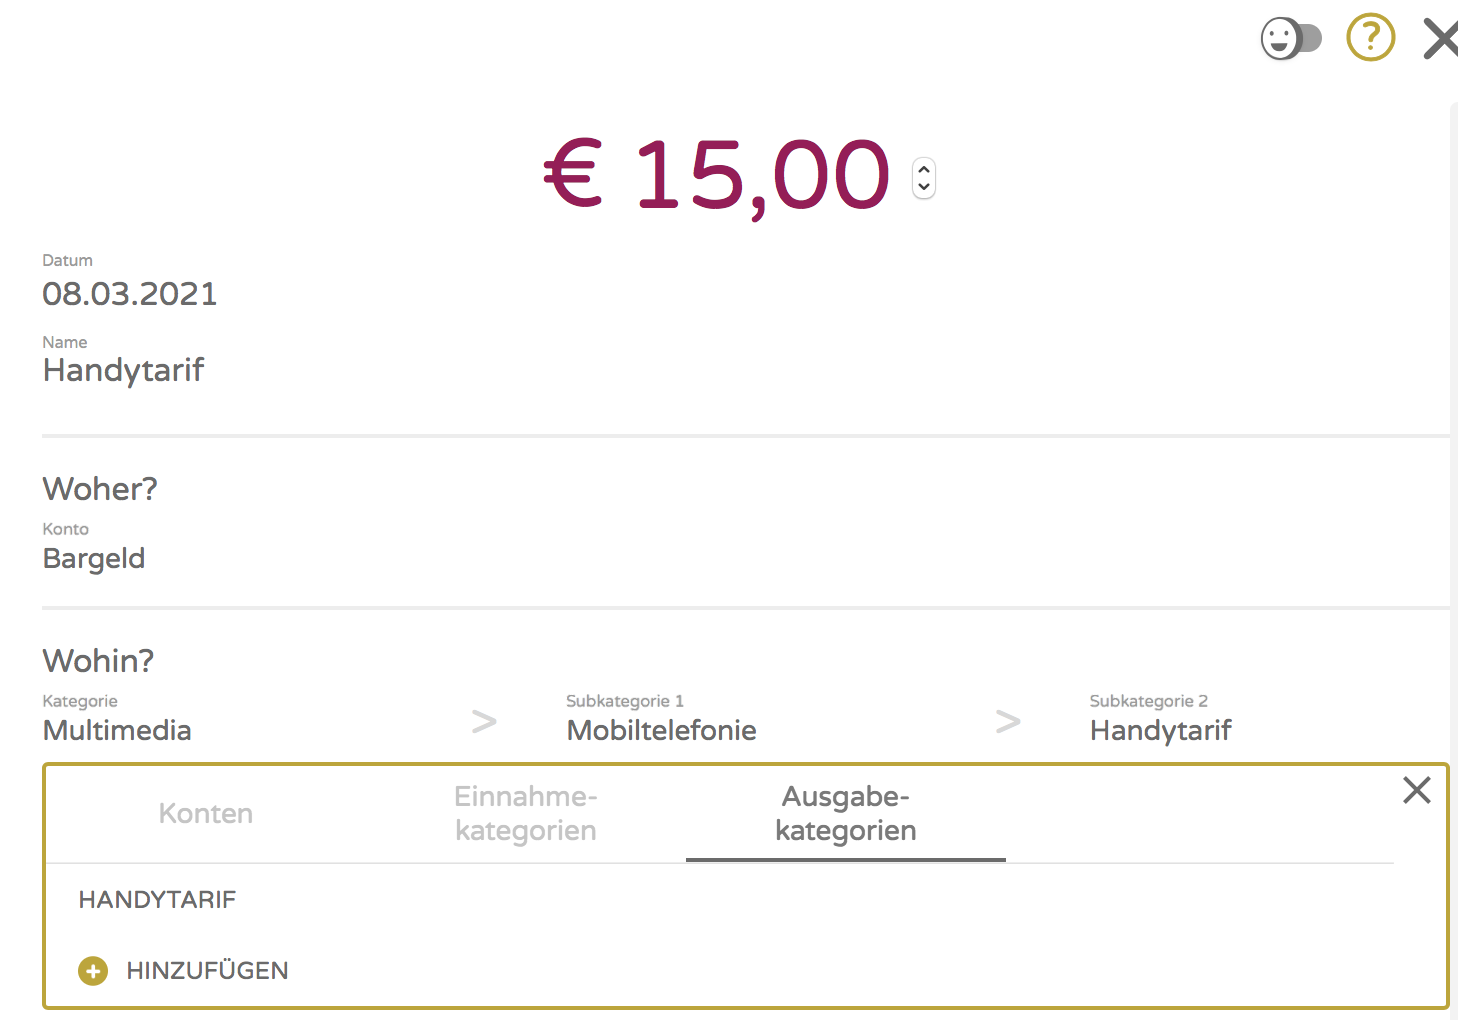 ?
€ 15,00
Datum
08.03.2021
Name
Handytarif
Woher?
Konto
Bargeld
Wohin?
Kategorie
Multimedia
>
Subkategorie 1
Mobiltelefonie
>
Subkategorie 2
Handytarif
Konten
Einnahme-
kategorien
Ausgabe-
kategorien
HANDYTARIF
HINZUFÜGEN